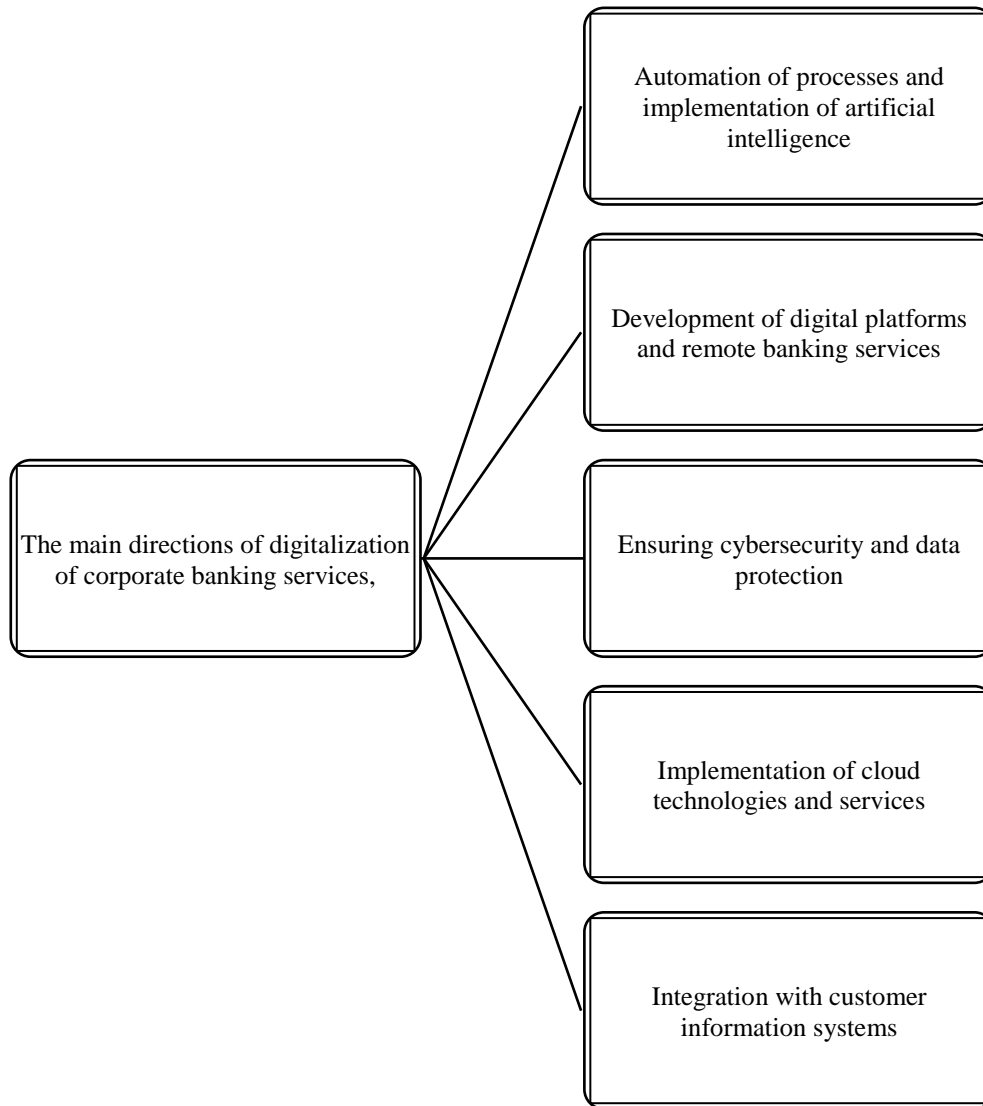 Automation of processes and
implementation of artificial
intelligence
Development of digital platforms
and remote banking services
The main directions of digitalization
of corporate banking services,
Ensuring cybersecurity and data
protection
Implementation of cloud
technologies and services
Integration with customer
information systems